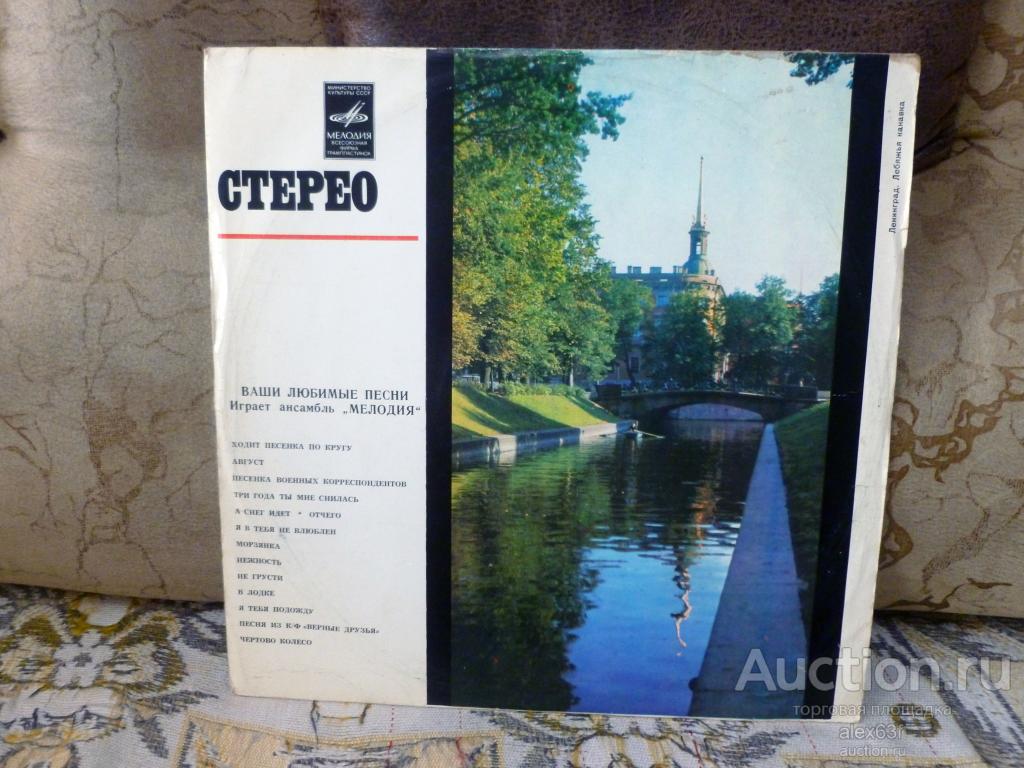 МИНИСТЕРСТВО
КУЛЬТУРЫ СССР
МЕЛОДИЯ
ВСЕСОЮЗНАЯ
ФИРМА
ГРАМПЛАСТИНОК
СТЕРЕО
ВАШИ ЛЮБИМЫЕ ПЕСНИ
Играет ансамбль „МЕЛОДИЯ“
ХОДИТ ПЕСЕНКА ПО КРУГУ
АВГУСТ
ПЕСЕНКА ВОЕННЫХ КОРРЕСПОНДЕНТОВ
ТРИ ГОДА ТЫ МНЕ СНИЛАСЬ
А СНЕГ ИДЕТ • ОТЧЕГО
Я В ТЕБЯ НЕ ВЛЮБЛЕН
МОРЗЯНКА
НЕЖНОСТЬ
НЕ ГРУСТИ
В ЛОДКЕ
Я ТЕБЯ ПОДОЖДУ
ПЕСНЯ ИЗ К/Ф «ВЕРНЫЕ ДРУЗЬЯ»
ЧЕРТОВО КОЛЕСО
Ленинград. Лебяжья канавка
Auction.ru
торговая площадка
alex63r
auction.ru